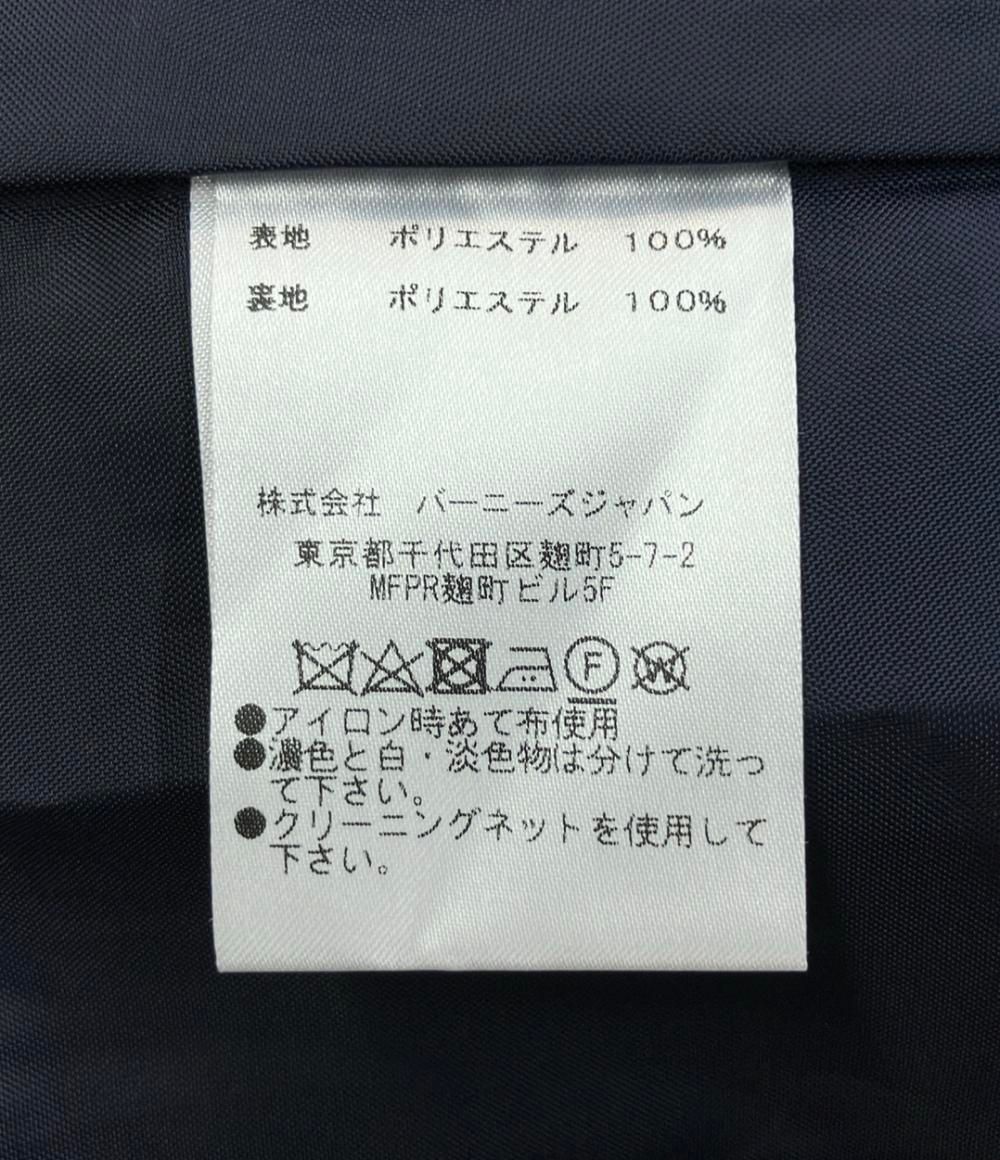 表地 ポリエステル 100%
裏地 ポリエステル 100%
株式会社 バーニーズジャパン
東京都千代田区麹町5-7-2
MFPR麹町ビル5F
F W
●アイロン時あて布使用
●濃色と白・淡色物は分けて洗っ
て下さい。
●クリーニングネットを使用して
下さい。